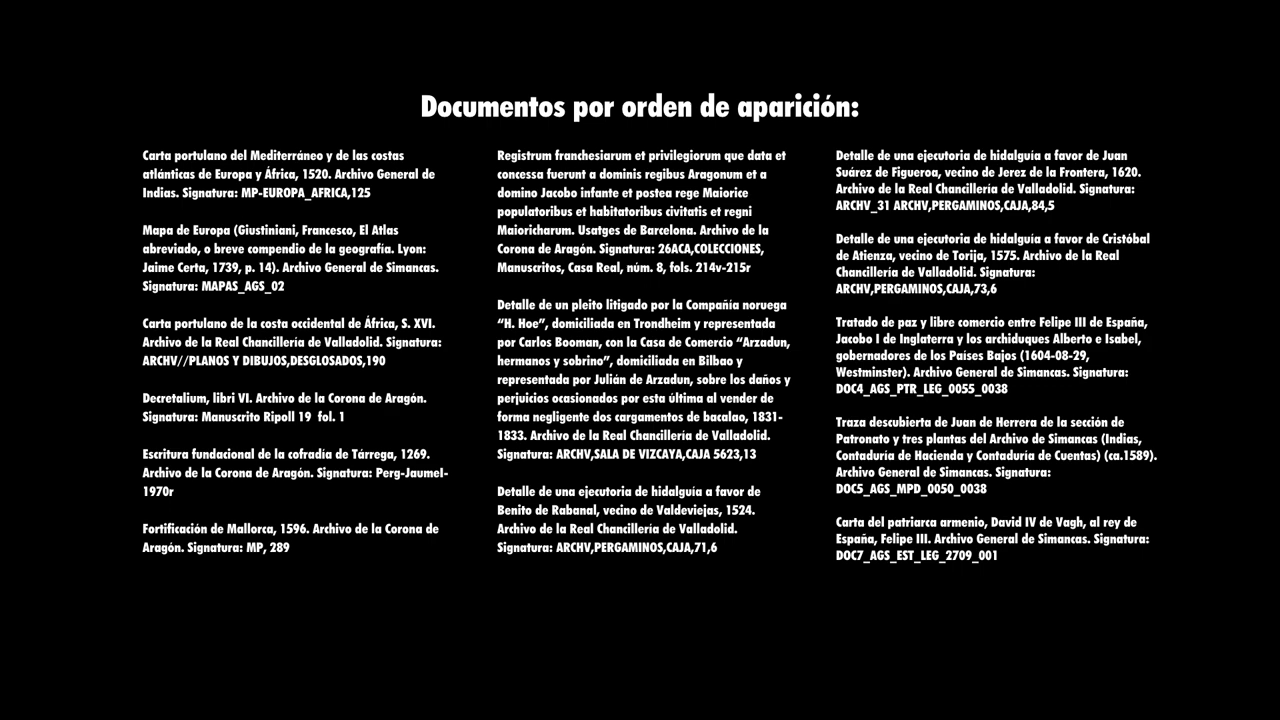 Documentos por orden de aparición:
Carta portulano del Mediterráneo y de las costas
atlánticas de Europa y África, 1520. Archivo General de
Indias. Signatura: MP-EUROPA_AFRICA,125
Mapa de Europa (Giustiniani, Francesco, El Atlas
abreviado, o breve compendio de la geografía. Lyon:
Jaime Certa, 1739, p. 14). Archivo General de Simancas.
Signatura: MAPAS_AGS_02
Carta portulano de la costa occidental de África, S. XVI.
Archivo de la Real Chancillería de Valladolid. Signatura:
ARCHV//PLANOS Y DIBUJOS,DESGLOSADOS,190
Decretalium, libri VI. Archivo de la Corona de Aragón.
Signatura: Manuscrito Ripoll 19 fol. 1
Escritura fundacional de la cofradía de Tárrega, 1269.
Archivo de la Corona de Aragón. Signatura: Perg-JaumeI-
1970r
Fortificación de Mallorca, 1596. Archivo de la Corona de
Aragón. Signatura: MP, 289
Registrum franchesiarum et privilegiorum que data et
concessa fuerunt a dominis regibus Aragonum et a
domino Jacobo infante et postea rege Maiorice
populatoribus et habitatoribus civitatis et regni
Maioricharum. Usatges de Barcelona. Archivo de la
Corona de Aragón. Signatura: 26ACA,COLECCIONES,
Manuscritos, Casa Real, núm. 8, fols. 214v-215r
Detalle de un pleito litigado por la Compañía noruega
“H. Hoe”, domiciliada en Trondheim y representada
por Carlos Booman, con la Casa de Comercio “Arzadun,
hermanos y sobrino”, domiciliada en Bilbao y
representada por Julián de Arzadun, sobre los daños y
perjuicios ocasionados por esta última al vender de
forma negligente dos cargamentos de bacalao, 1831-
1833. Archivo de la Real Chancillería de Valladolid.
Signatura: ARCHV,SALA DE VIZCAYA,CAJA 5623,13
Detalle de una ejecutoria de hidalguía a favor de
Benito de Rabanal, vecino de Valdeviejas, 1524.
Archivo de la Real Chancillería de Valladolid.
Signatura: ARCHV,PERGAMINOS,CAJA,71,6
Detalle de una ejecutoria de hidalguía a favor de Juan
Suárez de Figueroa, vecino de Jerez de la Frontera, 1620.
Archivo de la Real Chancillería de Valladolid. Signatura:
ARCHV_31 ARCHV,PERGAMINOS,CAJA,84,5
Detalle de una ejecutoria de hidalguía a favor de Cristóbal
de Atienza, vecino de Torija, 1575. Archivo de la Real
Chancillería de Valladolid. Signatura:
ARCHV,PERGAMINOS,CAJA,73,6
Tratado de paz y libre comercio entre Felipe III de España,
Jacobo I de Inglaterra y los archiduques Alberto e Isabel,
gobernadores de los Países Bajos (1604-08-29,
Westminster). Archivo General de Simancas. Signatura:
DOC4_AGS_PTR_LEG_0055_0038
Traza descubierta de Juan de Herrera de la sección de
Patronato y tres plantas del Archivo de Simancas (Indias,
Contaduría de Hacienda y Contaduría de Cuentas) (ca.1589).
Archivo General de Simancas. Signatura:
DOC5_AGS_MPD_0050_0038
Carta del patriarca armenio, David IV de Vagh, al rey de
España, Felipe III. Archivo General de Simancas. Signatura:
DOC7_AGS_EST_LEG_2709_001